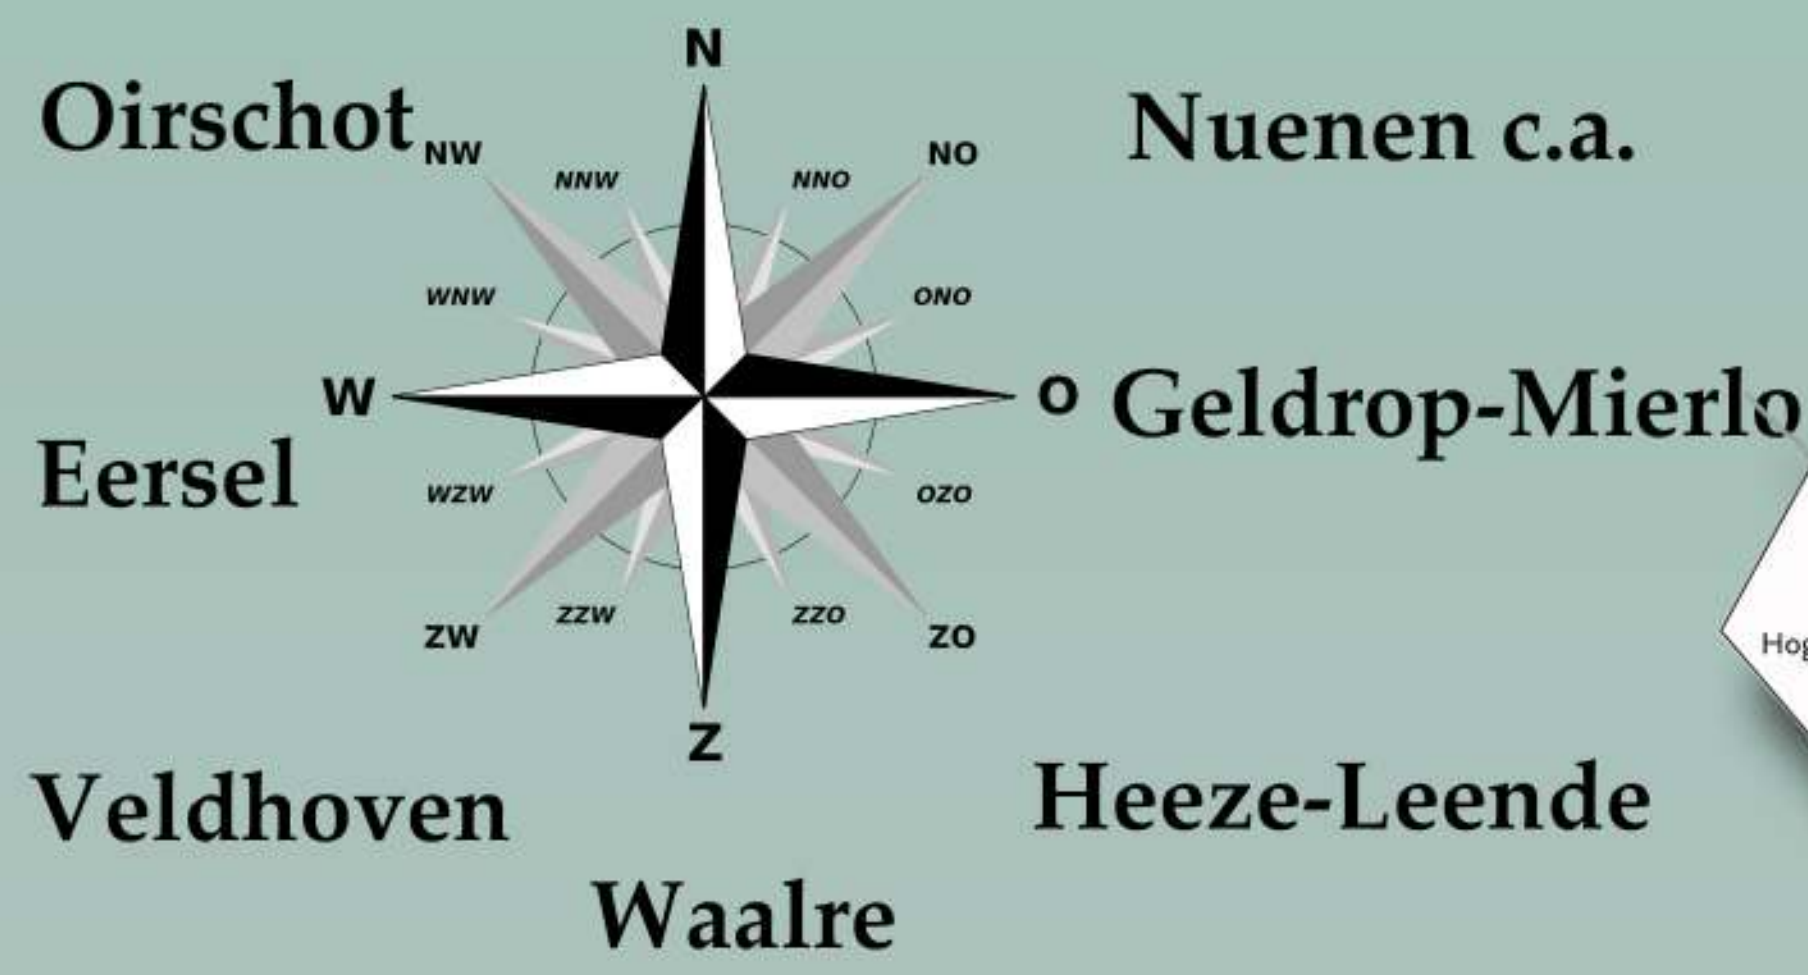 N
Oirschot
Nuenen c.a.
NW
NO
NNW
NNO
WNW
ONO
W
O
Geldrop-Mierlo
Eersel
WZW
OZO
ZZW
ZZO
ZW
ZO
Z
Veldhoven
Heeze-Leende
Waalre